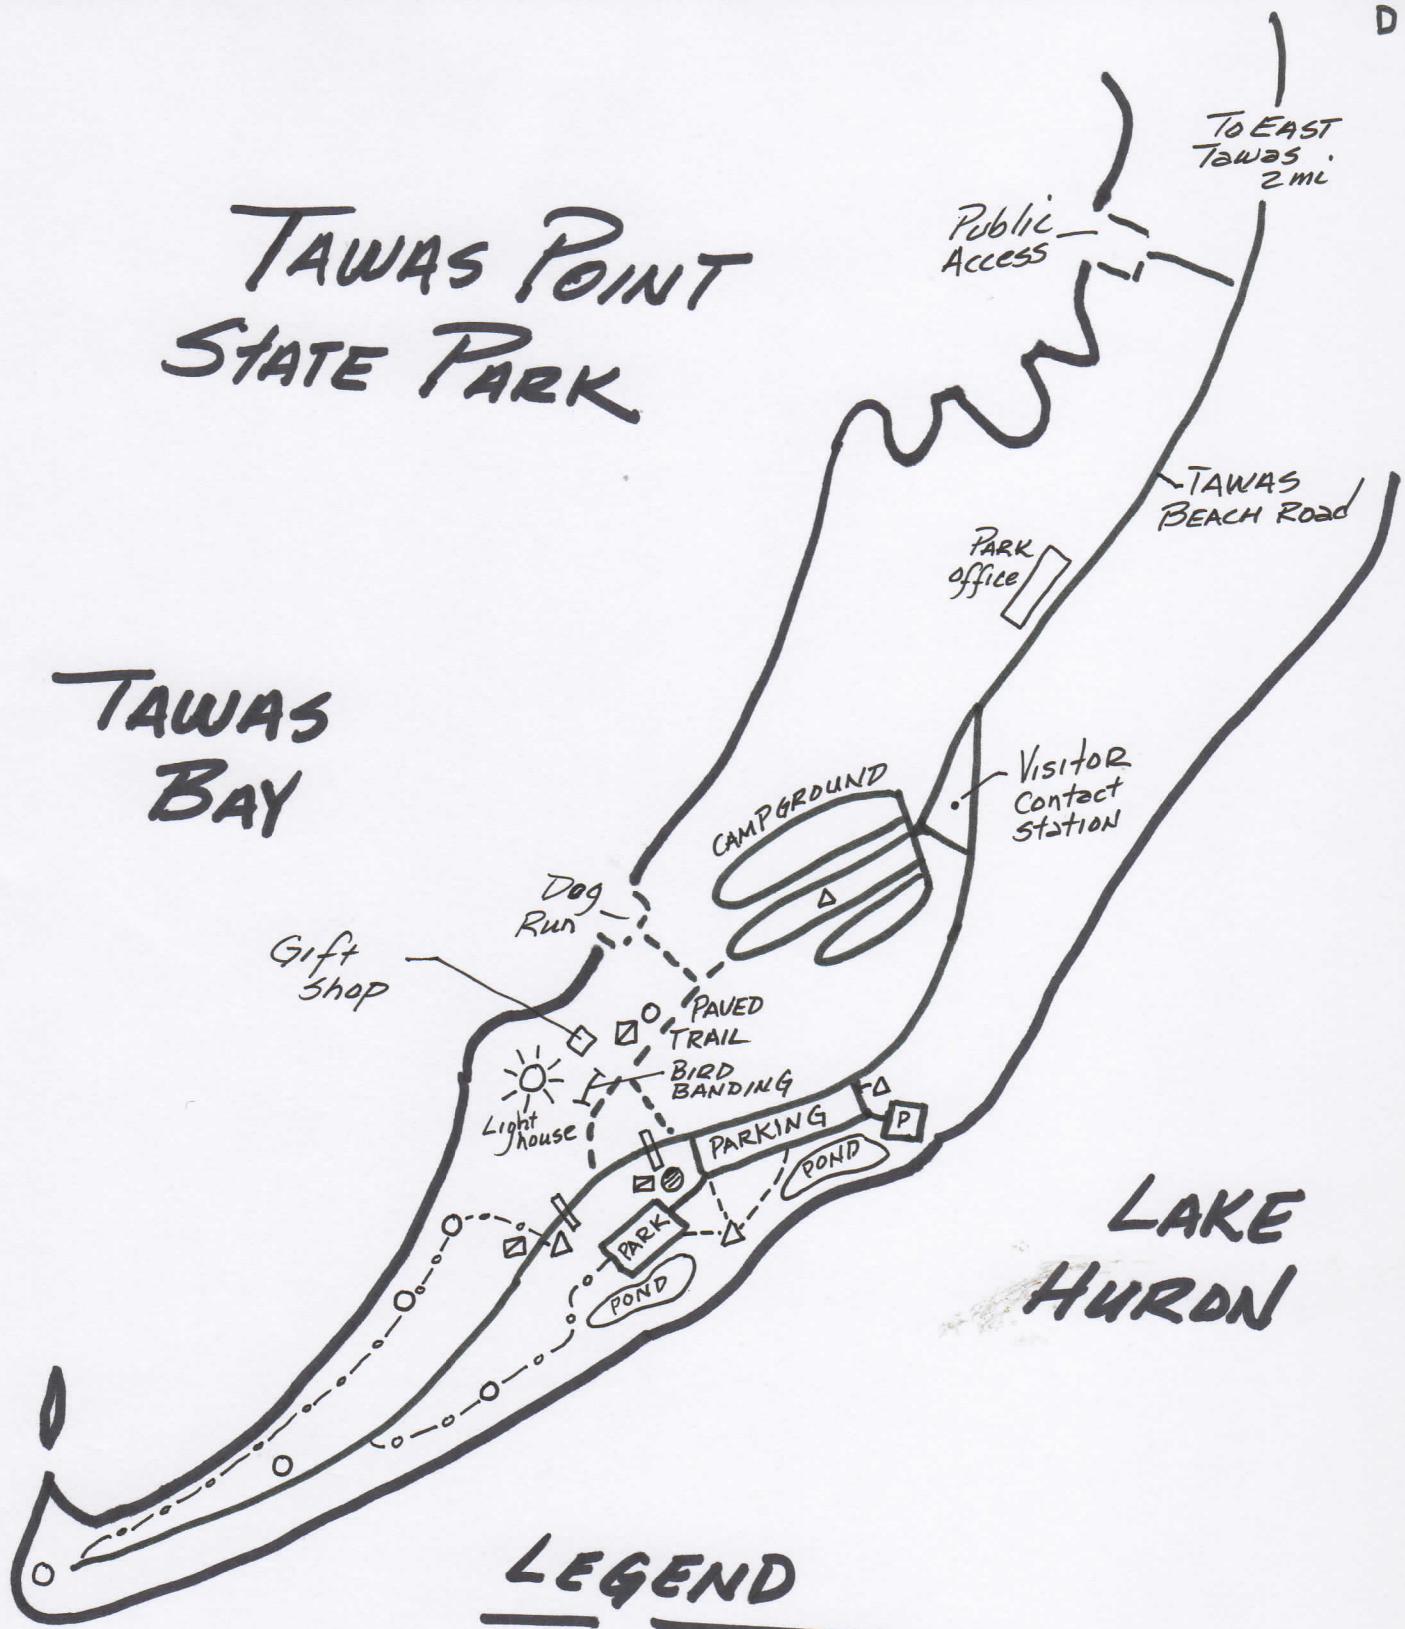 D
To EAST
Tawas
2 mi
Public
Access
TAWAS POINT
STATE PARK
TAWAS
BEACH Road
PARK
office
TAWAS
BAY
VISITOR
Contact
STATION
CAMPGROUND
Dog
Run
Gift
Shop
PAVED
TRAIL
BIRD
BANDING
Light
house
PARKING
P
POND
PARK
POND
LAKE
HURON
LEGEND